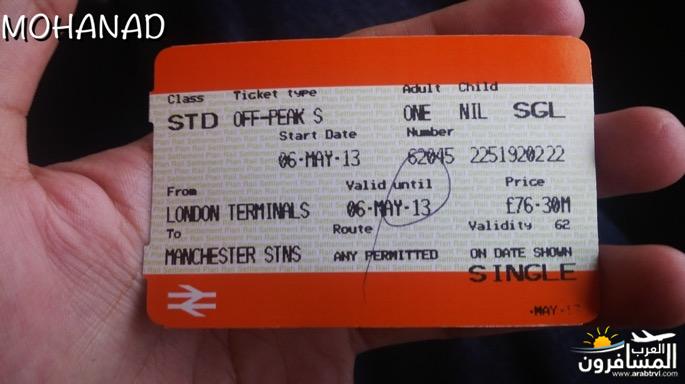 MOHANAD
Class Ticket type Adult Child
STD OFF-PEAK S ONE NIL SGL
Start Date Number
06·MAY·13 62045 2251920222
From Valid until Price
LONDON TERMINALS 06·MAY·13 £76·30M
To Route Validity 62
MANCHESTER STNS ANY PERMITTED ON DATE SHOWN
SINGLE
·MAY·13
العرب
المسافرون
www.arabtrvl.com